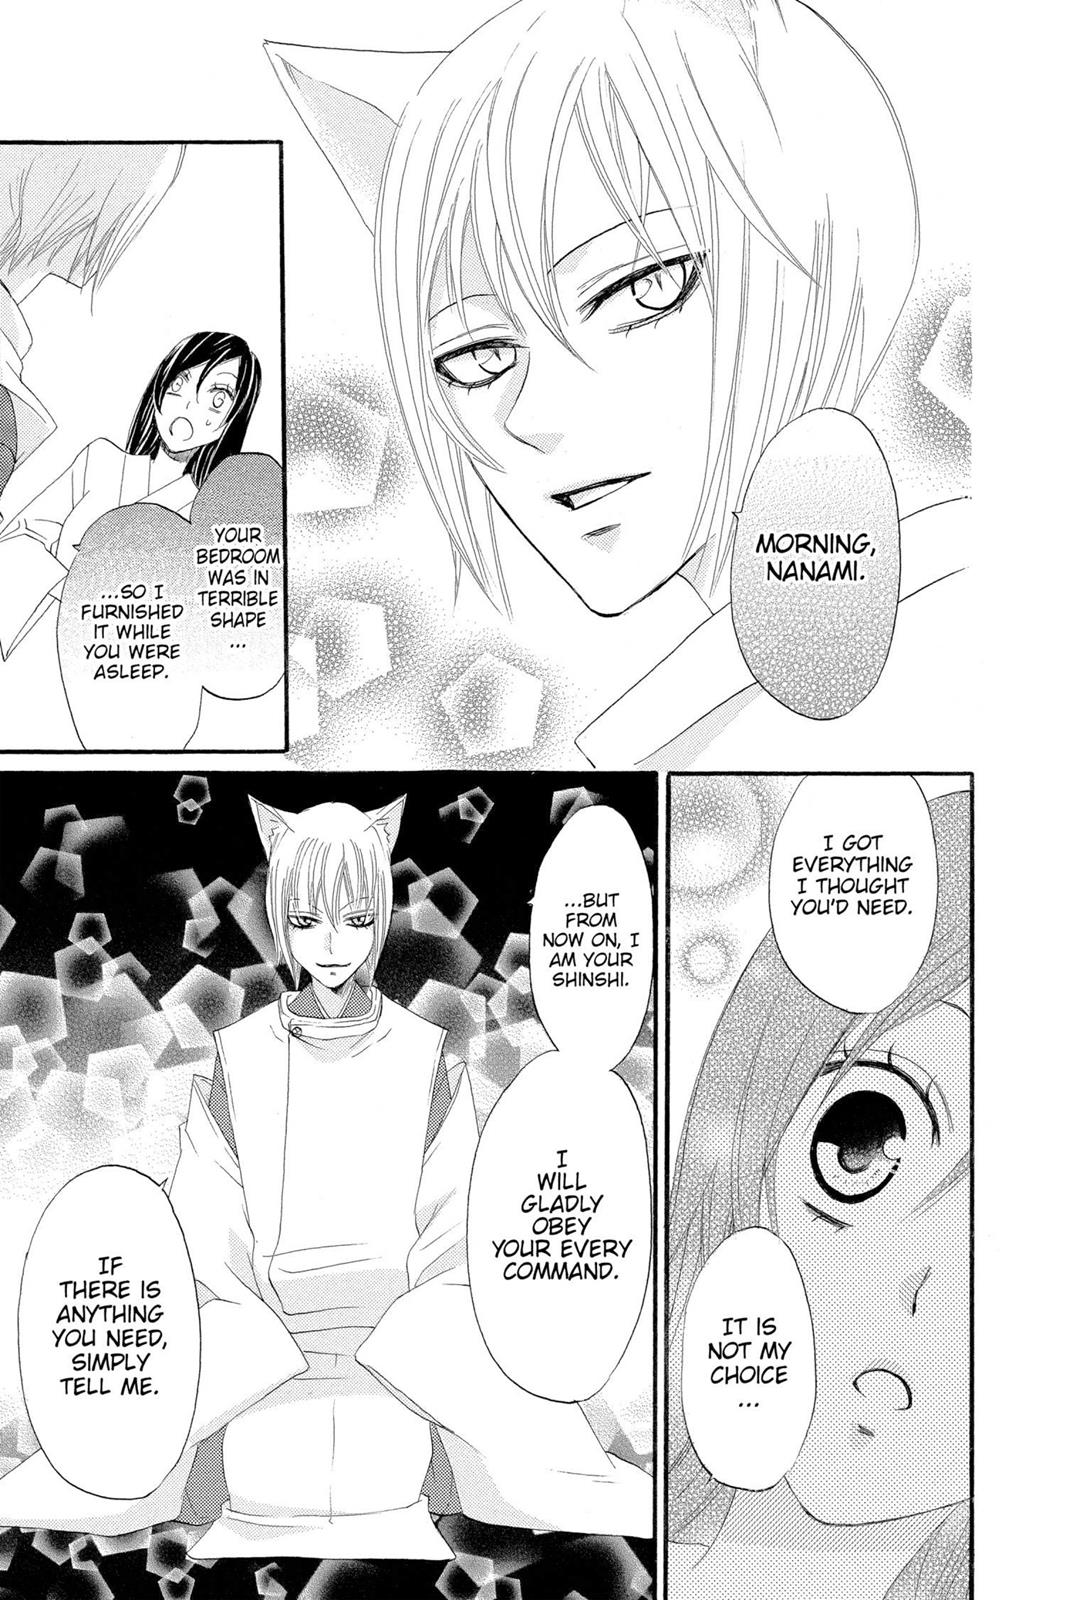 MORNING,
NANAMI.
YOUR
BEDROOM
WAS IN
TERRIBLE
SHAPE
...
...SO I
FURNISHED
IT WHILE
YOU WERE
ASLEEP.
I GOT
EVERYTHING
I THOUGHT
YOU'D NEED.
IT IS
NOT MY
CHOICE
...
...BUT
FROM
NOW ON, I
AM YOUR
SHINSHI.
I
WILL
GLADLY
OBEY
YOUR EVERY
COMMAND.
IF
THERE IS
ANYTHING
YOU NEED,
SIMPLY
TELL ME.